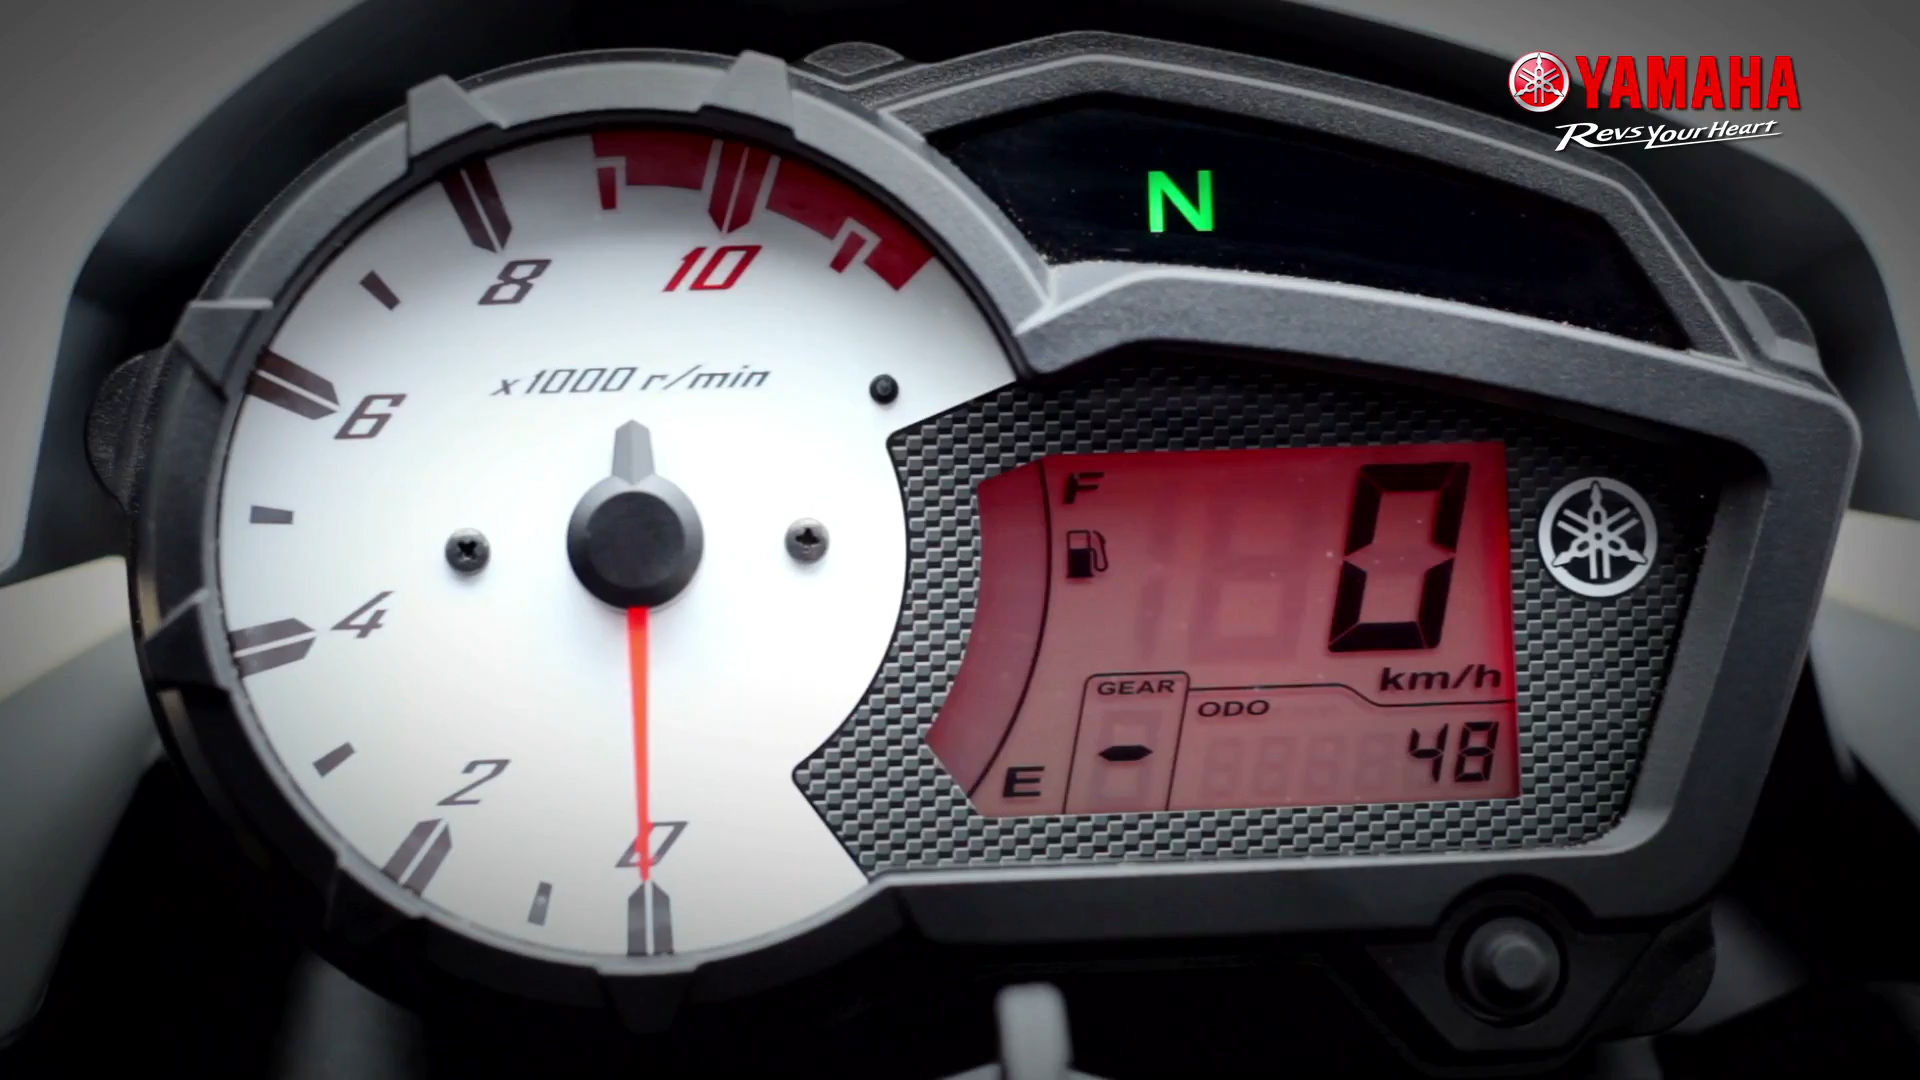 YAMAHA
Revs Your Heart
N
8
10
6
x1000 r/min
4
2
0
F
0
km/h
GEAR
ODO
E
-
48